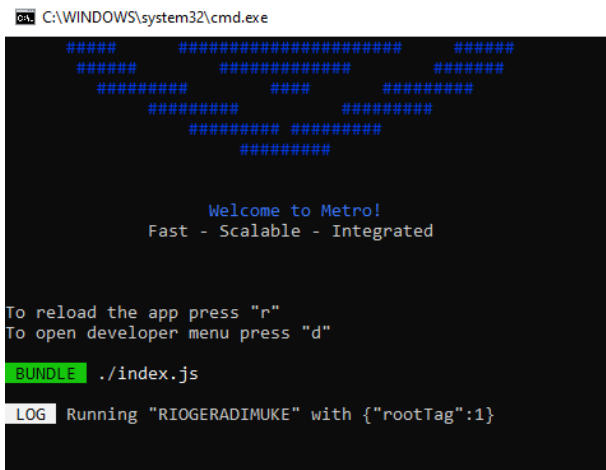 C:\WINDOWS\system32\cmd.exe
##### ###################### ######
###### ############# #######
######### #### #########
######### #########
######### #########
#########
Welcome to Metro!
Fast - Scalable - Integrated
To reload the app press "r"
To open developer menu press "d"
BUNDLE ./index.js
LOG Running "RIOGERADIMUKE" with {"rootTag":1}